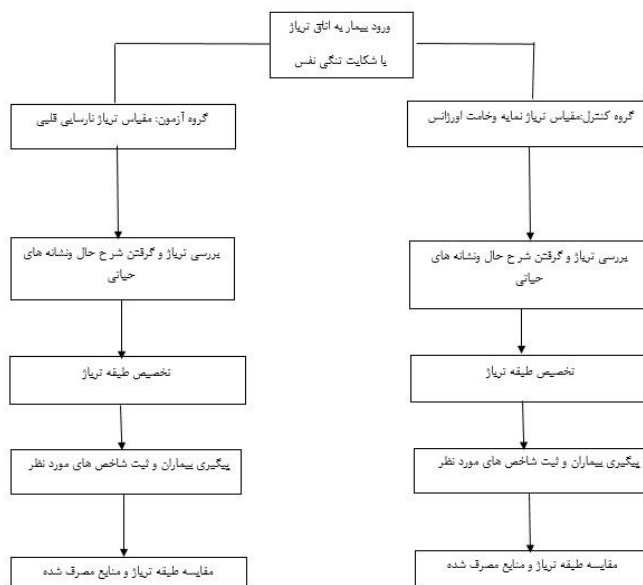 ورود بیمار به اتاق تریاژ
با شکایت تنگی نفس
گروه کنترل:مقیاس تریاژ نمایه وخامت اورژانس
گروه آزمون: مقیاس تریاژ نارسایی قلبی
بررسی تریاژ و گرفتن شر ح حال ونشانه های
حیاتی
بررسی تریاژ و گرفتن شر ح حال ونشانه های
حیاتی
تخصیص طبقه تریاژ
تخصیص طبقه تریاژ
پیگیری بیماران و ثبت شاخص های مورد نظر
پیگیری بیماران و ثبت شاخص های مورد نظر
مقایسه طبقه تریاژ و منابع مصرف شده
مقایسه طبقه تریاژ و منابع مصرف شده